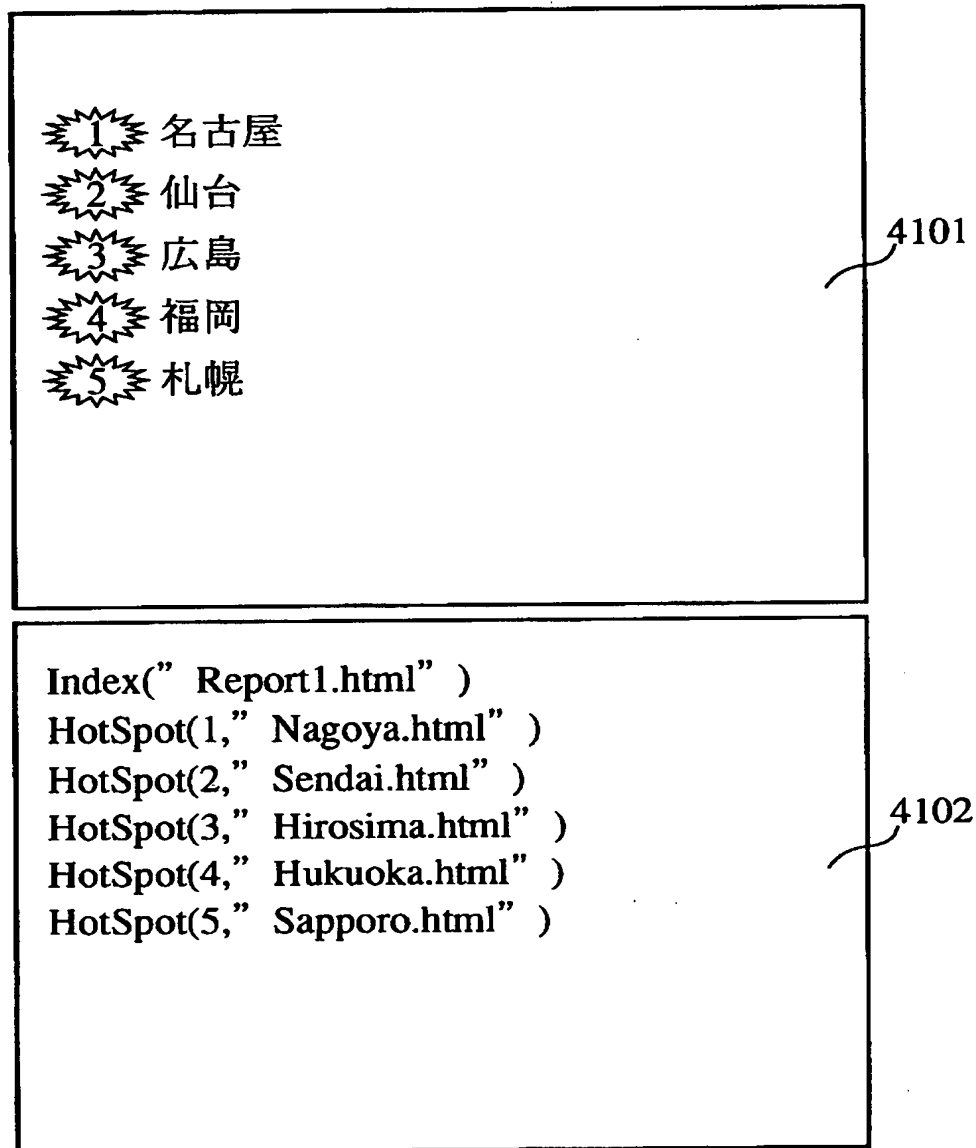 1 名古屋
2 仙台
3 広島
4 福岡
5 札幌
4101
Index(” Report1.html” )
HotSpot(1,” Nagoya.html” )
HotSpot(2,” Sendai.html” )
HotSpot(3,” Hirosima.html” )
HotSpot(4,” Hukuoka.html” )
HotSpot(5,” Sapporo.html” )
4102